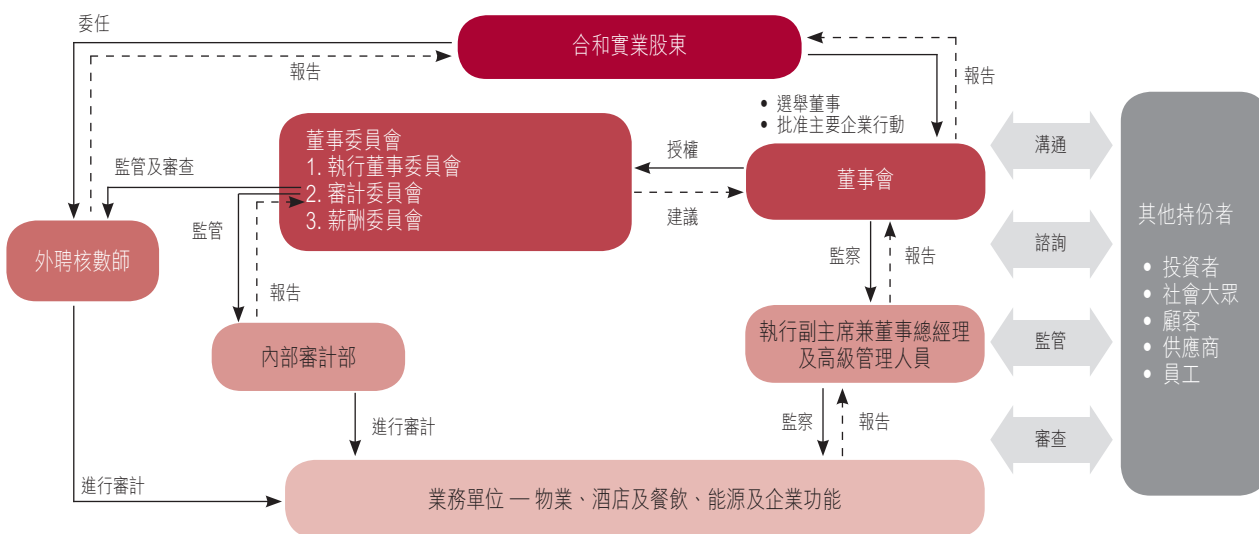 委任
合和實業股東
報告
報告
• 選舉董事
• 批准主要企業行動
董事委員會
1. 執行董事委員會
2. 審計委員會
3. 薪酬委員會
監管及審查
授權
建議
董事會
溝通
其他持份者
• 投資者
• 社會大眾
• 顧客
• 供應商
• 員工
外聘核數師
監管
報告
監察
報告
諮詢
內部審計部
執行副主席兼董事總經理
及高級管理人員
監管
進行審計
監察
報告
審查
進行審計
業務單位 — 物業、酒店及餐飲、能源及企業功能